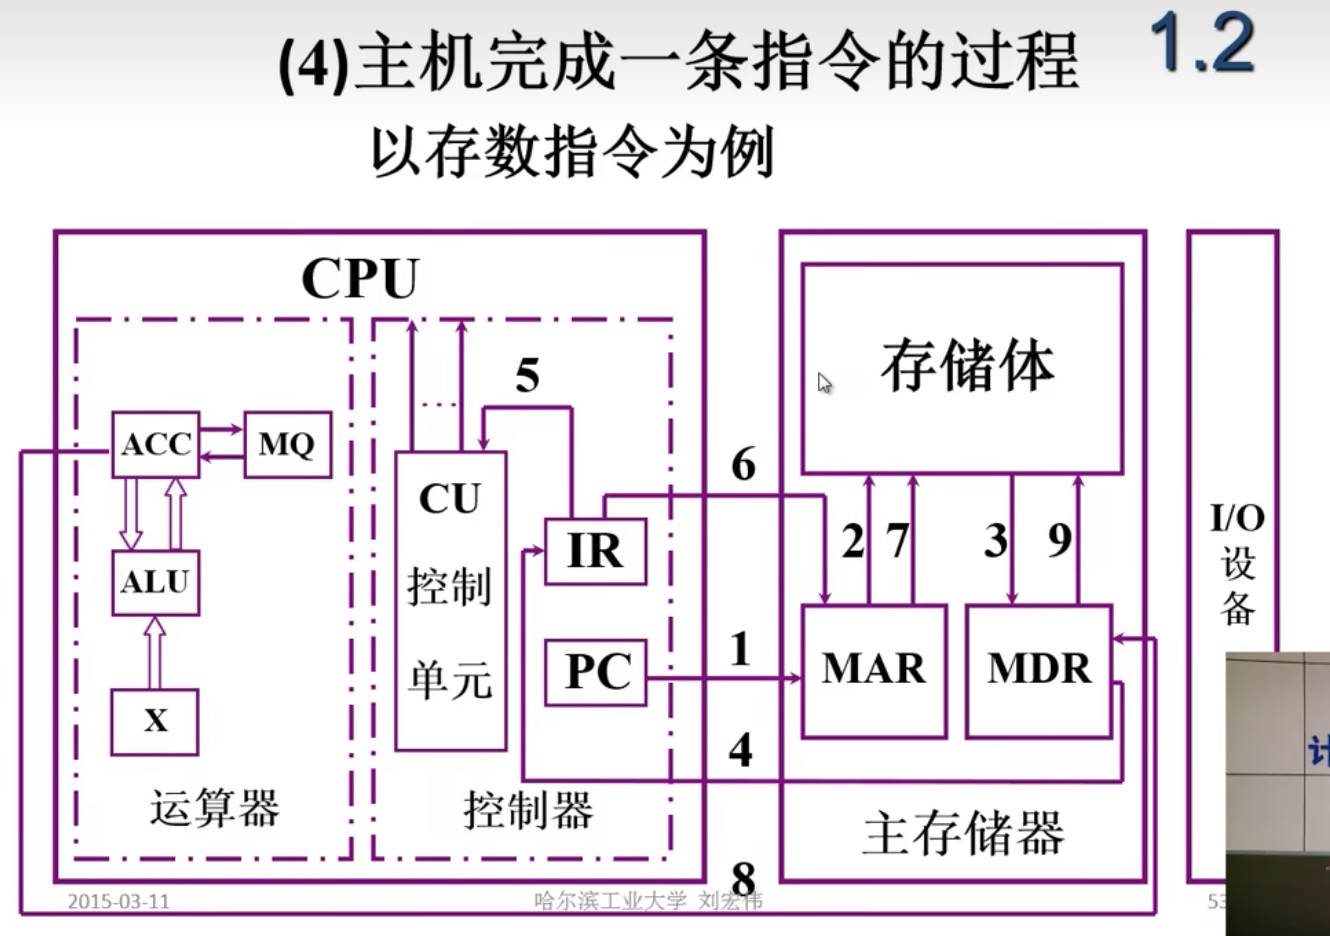 (4)主机完成一条指令的过程
1.2
以存数指令为例
CPU
5
ACC
MQ
CU
控制
单元
IR
ALU
PC
X
运算器
控制器
存储体
6
2
7
3
9
1
MAR
MDR
4
主存储器
8
I/O
设
备
2015-03-11
哈尔滨工业大学 刘宏伟
53
计